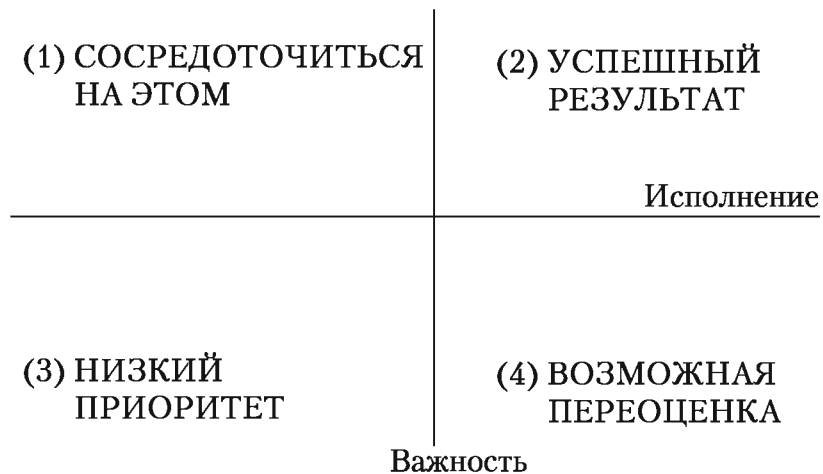 (1) СОСРЕДОТОЧИТЬСЯ
НА ЭТОМ
(2) УСПЕШНЫЙ
РЕЗУЛЬТАТ
Исполнение
(3) НИЗКИЙ
ПРИОРИТЕТ
(4) ВОЗМОЖНАЯ
ПЕРЕОЦЕНКА
Важность